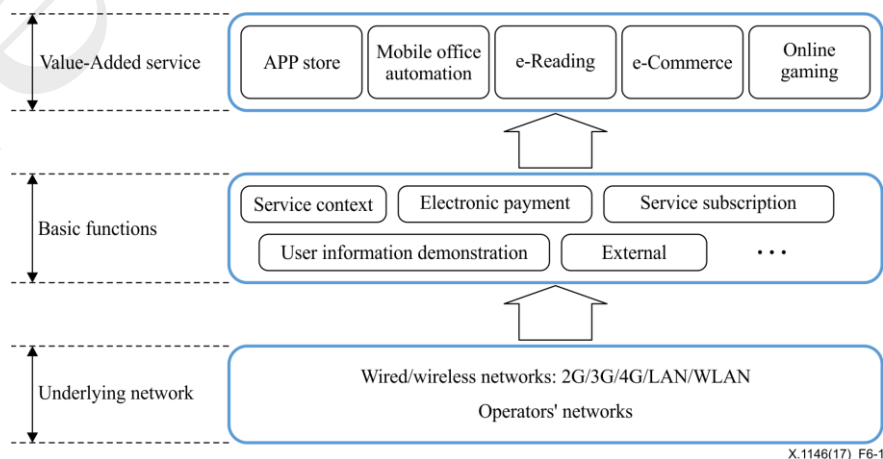 Value-Added service
APP store
Mobile office
automation
e-Reading
e-Commerce
Online
gaming
Basic functions
Service context
Electronic payment
Service subscription
User information demonstration
External
...
Underlying network
Wired/wireless networks: 2G/3G/4G/LAN/WLAN
Operators' networks
X.1146(17)_F6-1